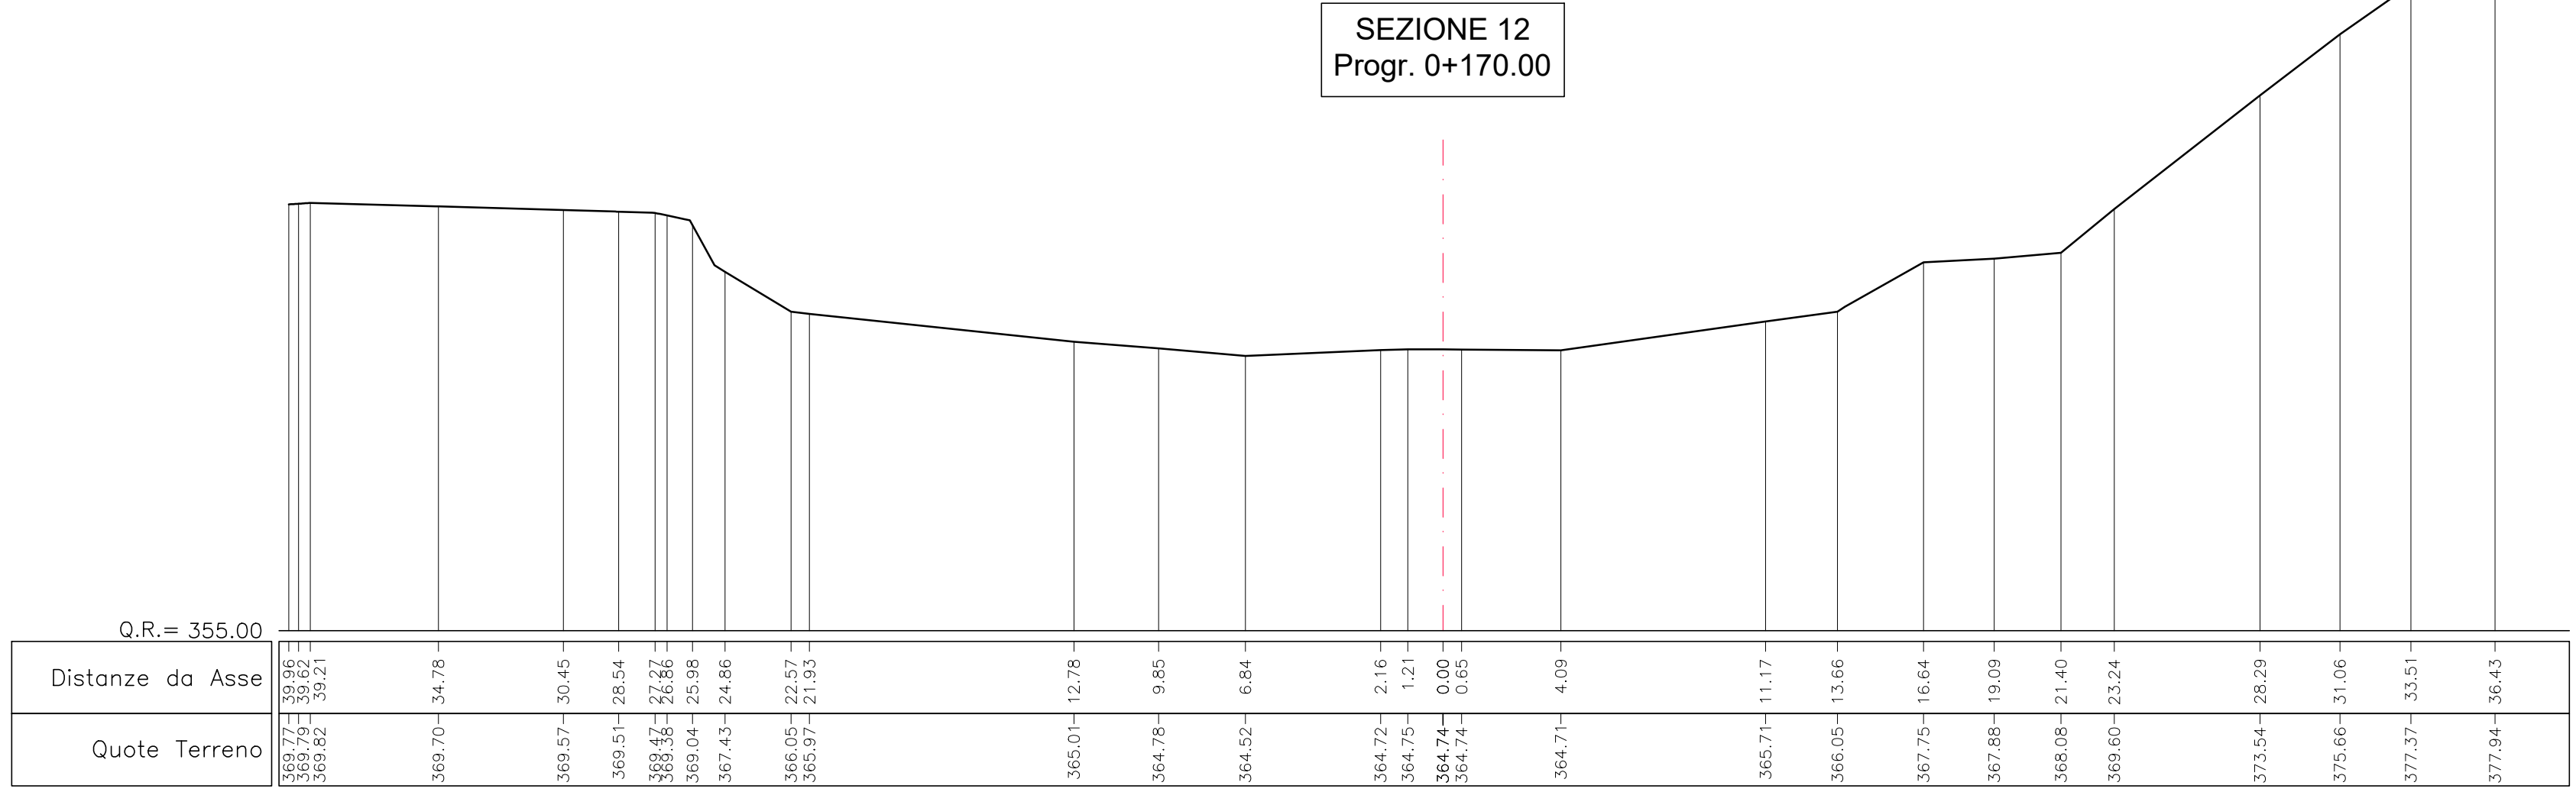 SEZIONE 12
Progr. 0+170.00
Q.R.= 355.00
Distanze da Asse 39.96 39.62 39.21 34.78 30.45 28.54 27.27 26.86 25.98 24.86 22.57 21.93 12.78 9.85 6.84 2.16 1.21 0.00 0.65 4.09 11.17 13.66 16.64 19.09 21.40 23.24 28.29 31.06 33.51 36.43
Quote Terreno 369.77 369.79 369.82 369.70 369.57 369.51 369.47 369.38 369.04 367.43 366.05 365.97 365.01 364.78 364.52 364.72 364.75 364.74 364.74 364.71 365.71 366.05 367.75 367.88 368.08 369.60 373.54 375.66 377.37 377.94